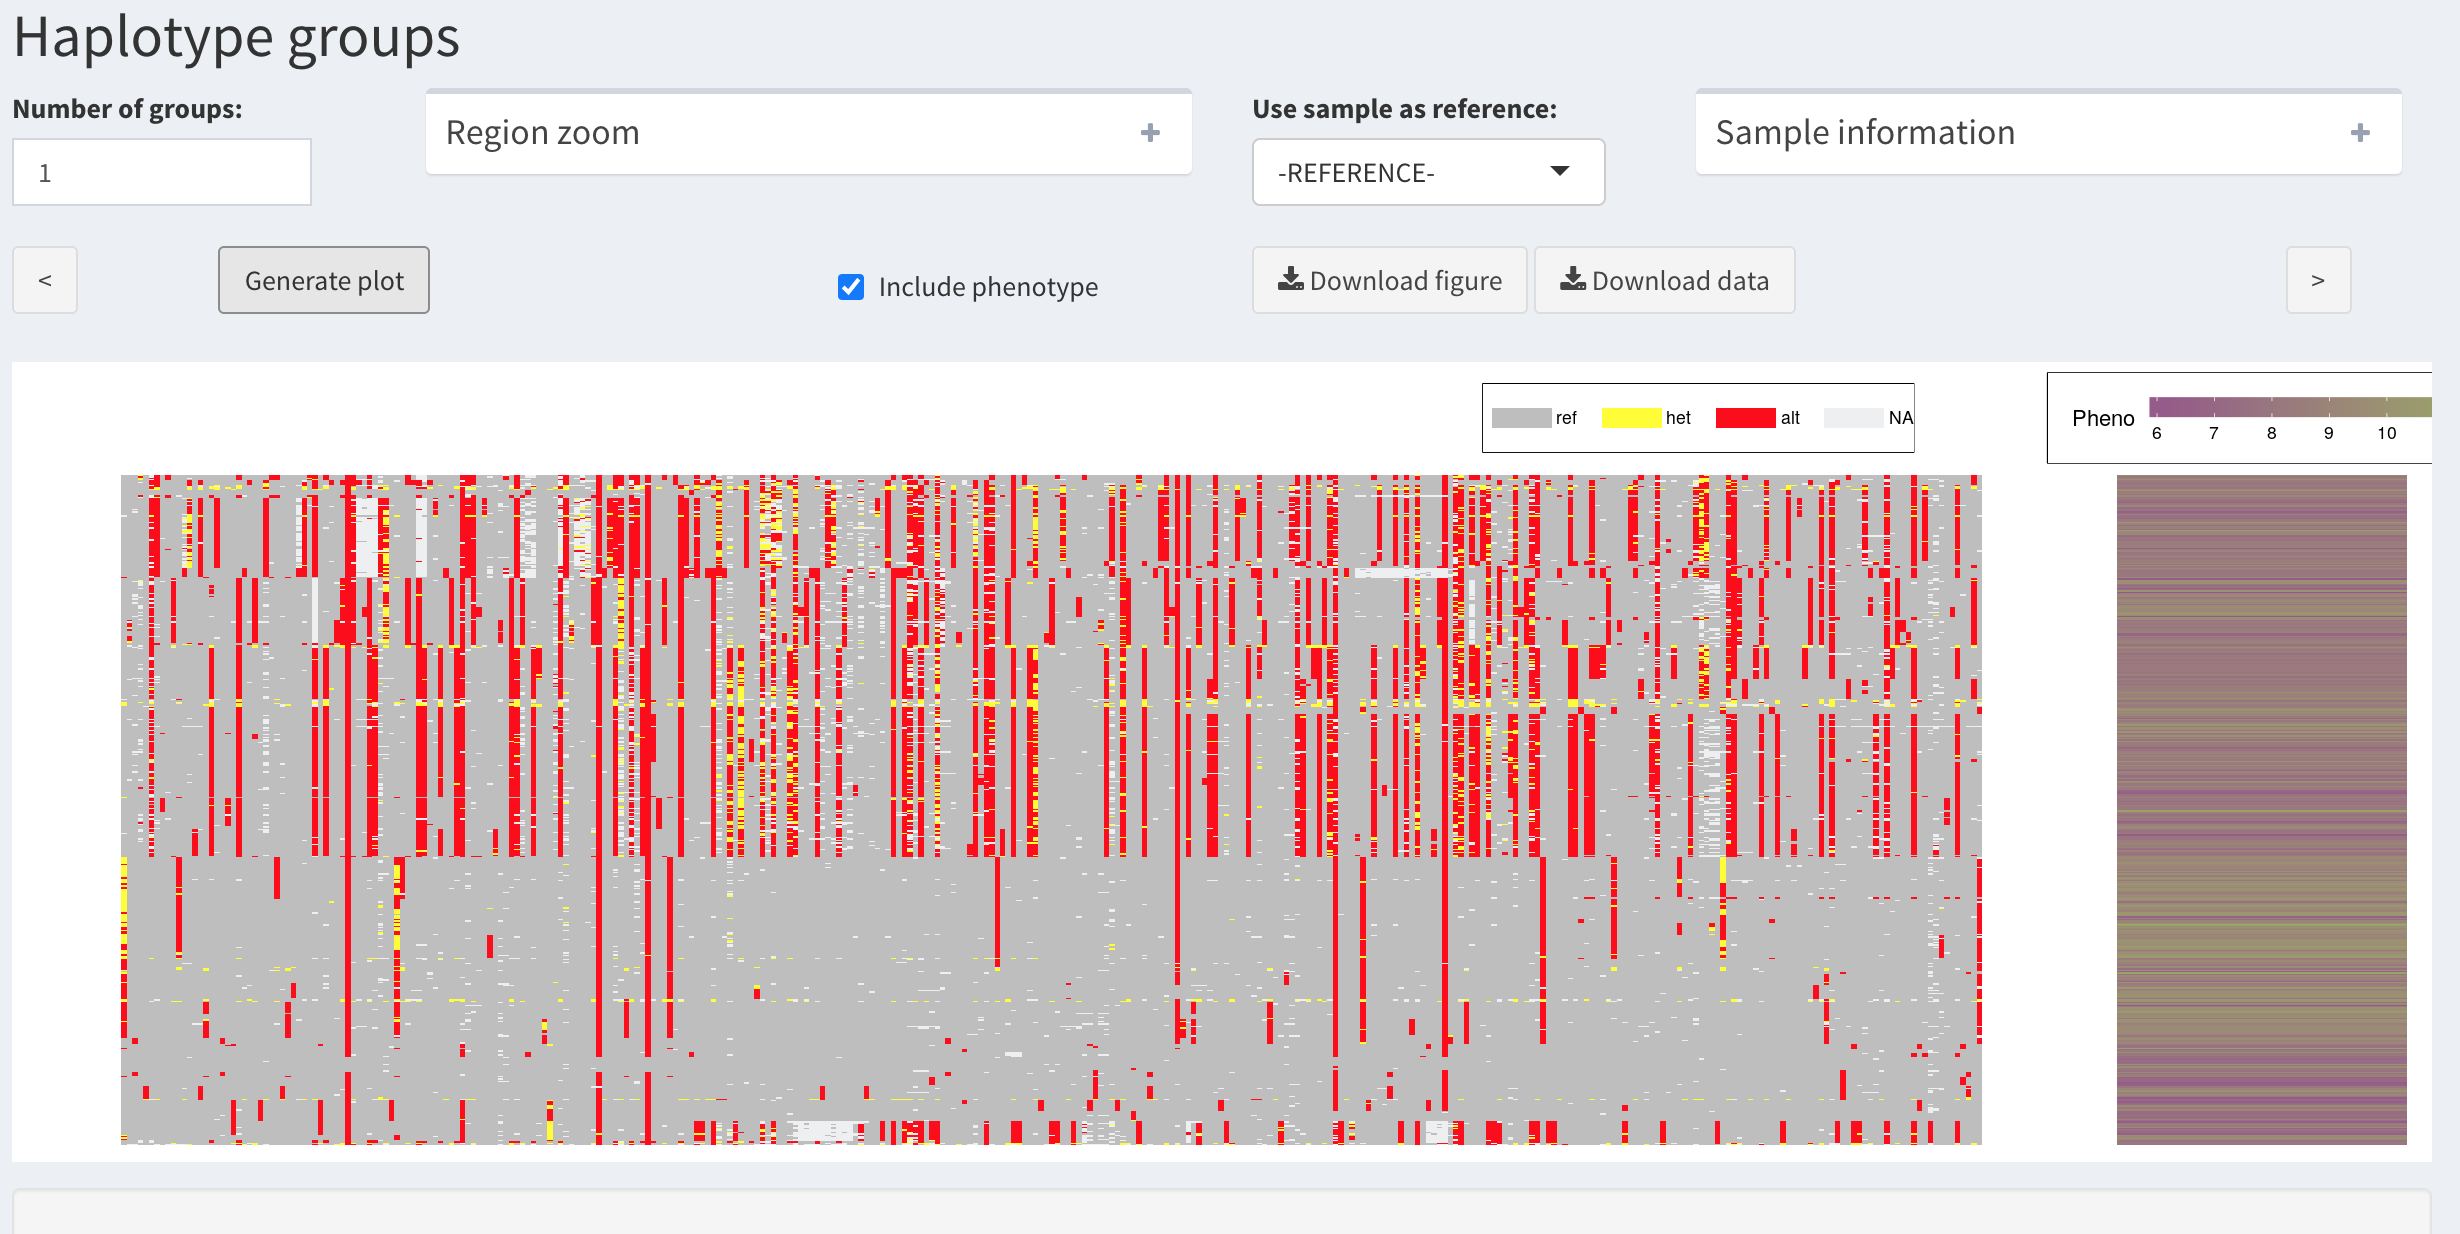 Haplotype groups
Number of groups:
1
Region zoom
Use sample as reference:
-REFERENCE-
Sample information
<
Generate plot
Include phenotype
Download figure
Download data
>
ref het alt NA
Pheno
6 7 8 9 10